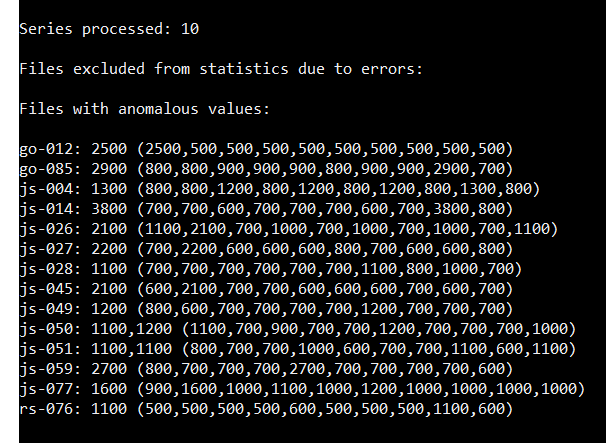 Series processed: 10
Files excluded from statistics due to errors:
Files with anomalous values:
go-012: 2500 (2500,500,500,500,500,500,500,500,500,500)
go-085: 2900 (800,800,900,900,900,800,900,900,2900,700)
js-004: 1300 (800,800,1200,800,1200,800,1200,800,1300,800)
js-014: 3800 (700,700,600,700,700,700,600,700,3800,800)
js-026: 2100 (1100,2100,700,1000,700,1000,700,1000,700,1100)
js-027: 2200 (700,2200,600,600,600,800,700,600,600,800)
js-028: 1100 (700,700,700,700,700,700,1100,800,1000,700)
js-045: 2100 (600,2100,700,700,600,600,600,700,600,700)
js-049: 1200 (800,600,700,700,700,700,1200,700,700,700)
js-050: 1100,1200 (1100,700,900,700,700,1200,700,700,700,1000)
js-051: 1100,1100 (800,700,700,1000,600,700,700,1100,600,1100)
js-059: 2700 (800,700,700,700,2700,700,700,700,700,600)
js-077: 1600 (900,1600,1000,1100,1000,1200,1000,1000,1000,1000)
rs-076: 1100 (500,500,500,500,600,500,500,500,1100,600)